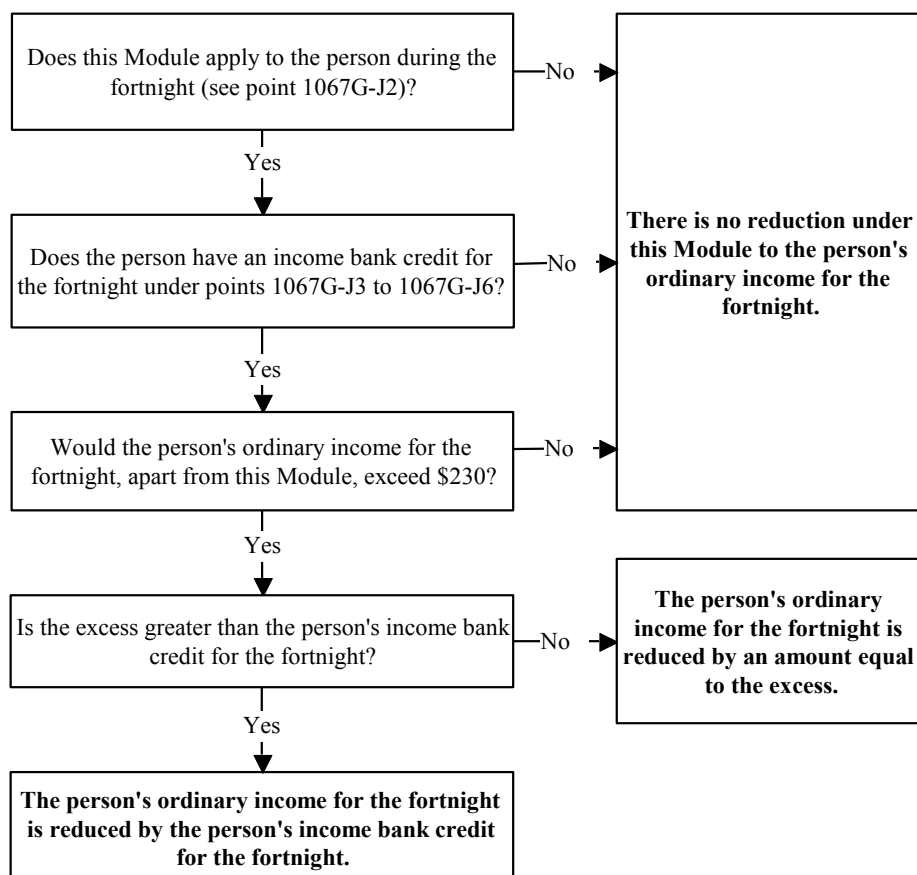 Does this Module apply to the person during the
fortnight (see point 1067G-J2)?
No
Yes
Does the person have an income bank credit for
the fortnight under points 1067G-J3 to 1067G-J6?
No
There is no reduction under
this Module to the person's
ordinary income for the
fortnight.
Yes
Would the person's ordinary income for the
fortnight, apart from this Module, exceed $230?
No
Yes
Is the excess greater than the person's income bank
credit for the fortnight?
No
The person's ordinary
income for the fortnight is
reduced by an amount equal
to the excess.
Yes
The person's ordinary income for the fortnight
is reduced by the person's income bank credit
for the fortnight.